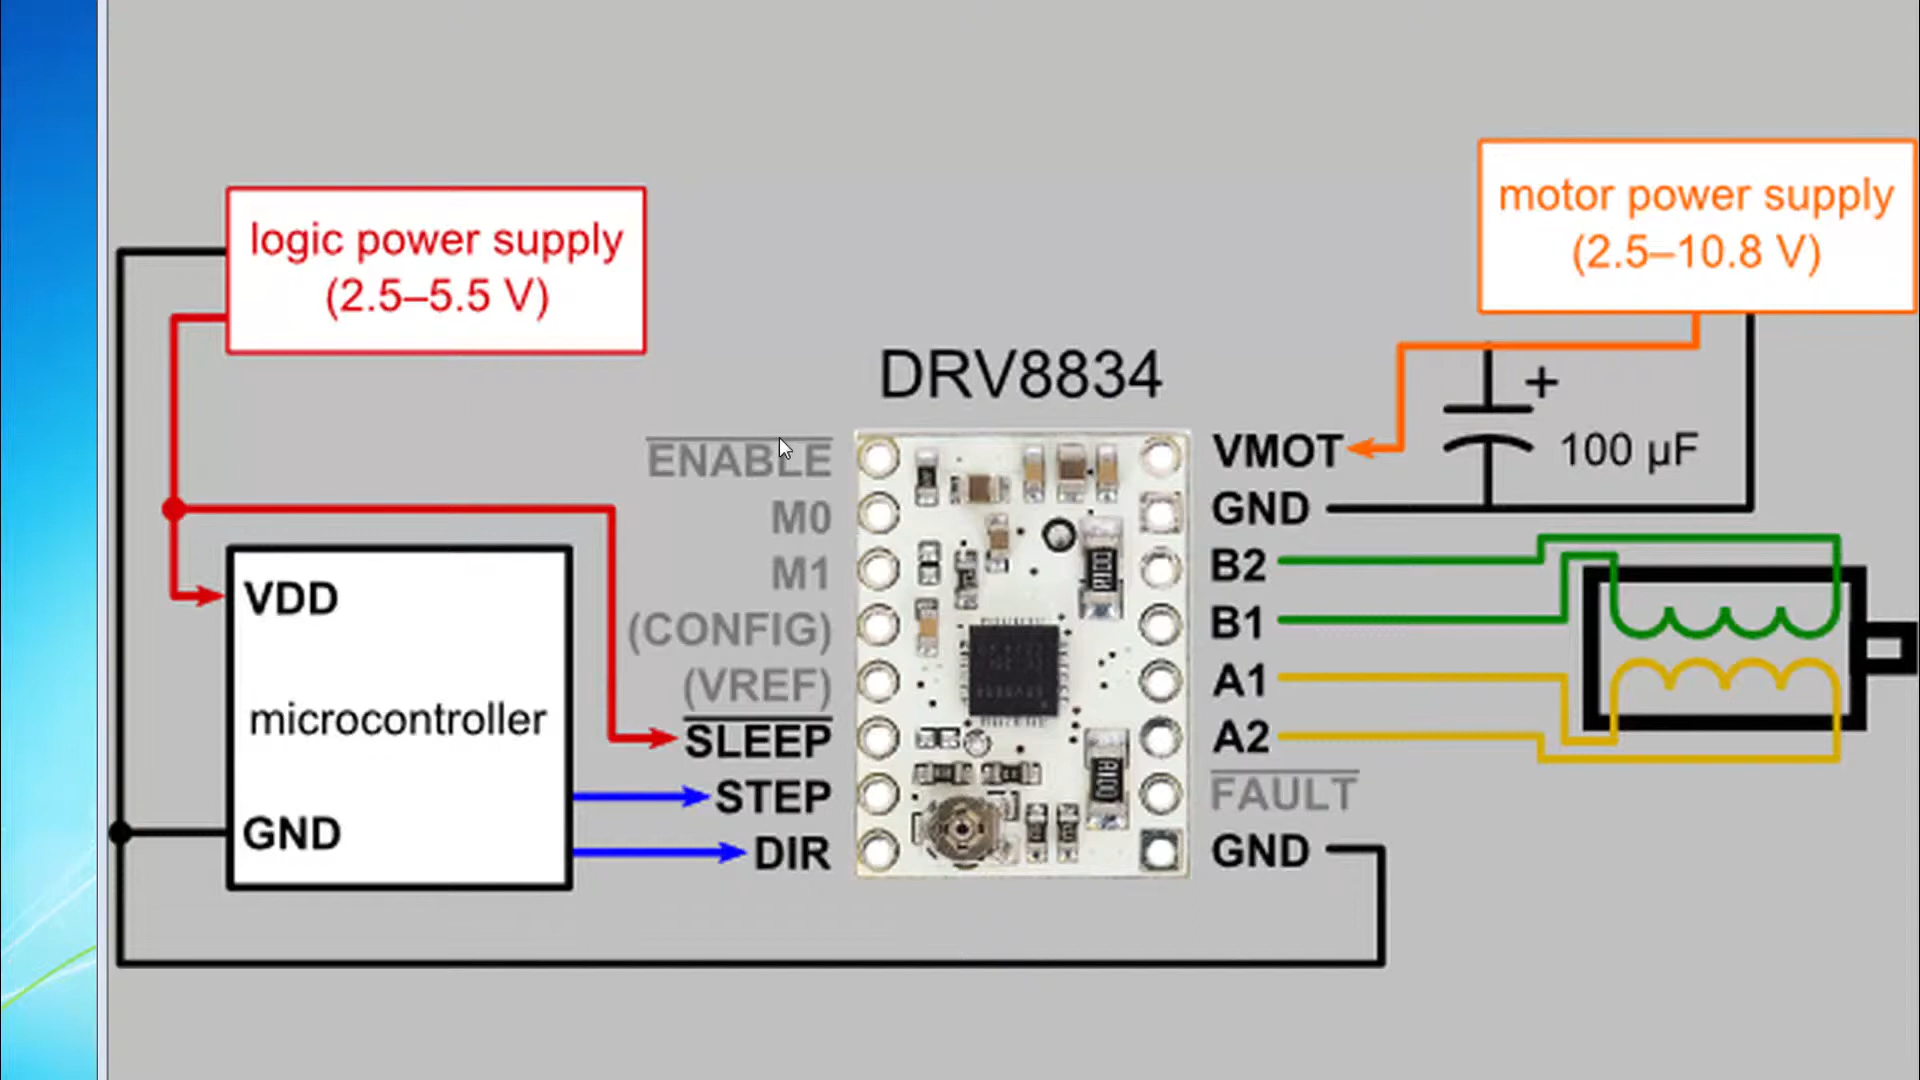 logic power supply
(2.5–5.5 V)
motor power supply
(2.5–10.8 V)
DRV8834
ENABLE
M0
M1
(CONFIG)
(VREF)
SLEEP
STEP
DIR
VMOT
GND
B2
B1
A1
A2
FAULT
GND
+
100 µF
VDD
microcontroller
GND